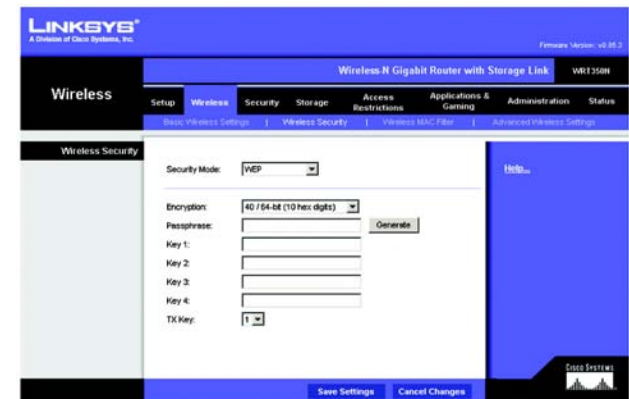 LINKSYS®
A Division of Cisco Systems, Inc.
Firmware Version: v0.85.3
Wireless-N Gigabit Router with Storage Link WRT350N
Wireless
Setup Wireless Security Storage Access Restrictions Applications & Gaming Administration Status
Basic Wireless Settings | Wireless Security | Wireless MAC Filter | Advanced Wireless Settings
Wireless Security
Security Mode: WEP
Help...
Encryption: 40 / 64-bit (10 hex digits)
Passphrase: Generate
Key 1:
Key 2:
Key 3:
Key 4:
TX Key: 1
CISCO SYSTEMS
Save Settings Cancel Changes